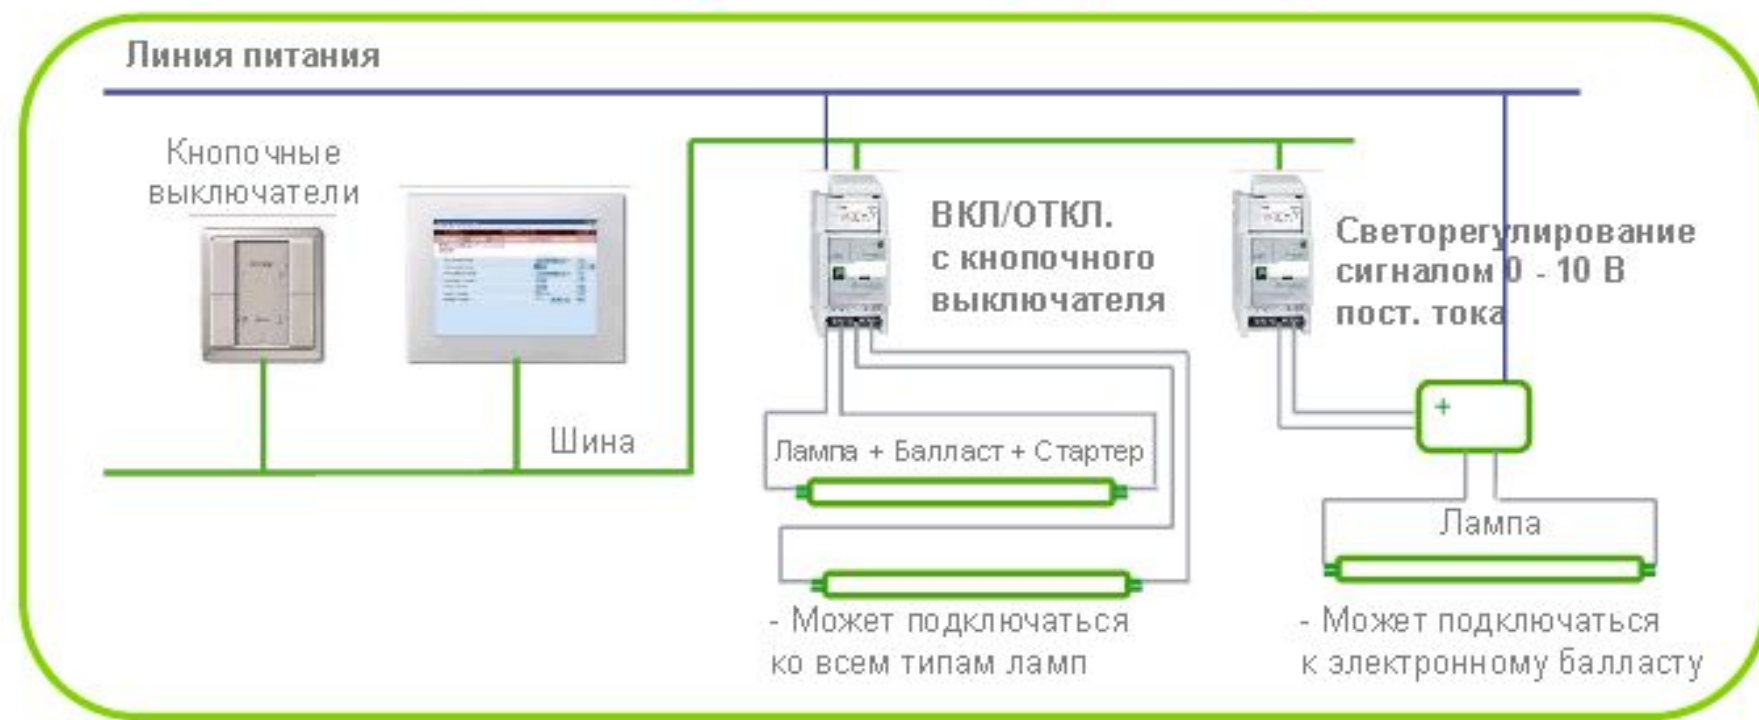 Линия питания
Кнопочные
выключатели
Шина
ВКЛ/ОТКЛ.
с кнопочного
выключателя
Светорегулирование
сигналом 0 - 10 В
пост. тока
+
Лампа + Балласт + Стартер
Лампа
- Может подключаться
ко всем типам ламп
- Может подключаться
к электронному балласту